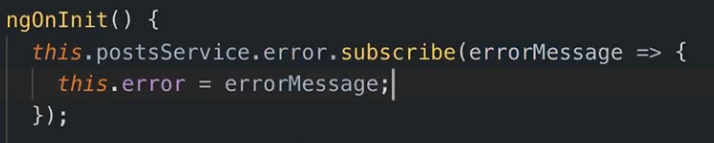 ngOnInit() {
this.postsService.error.subscribe(errorMessage => {
this.error = errorMessage;
});